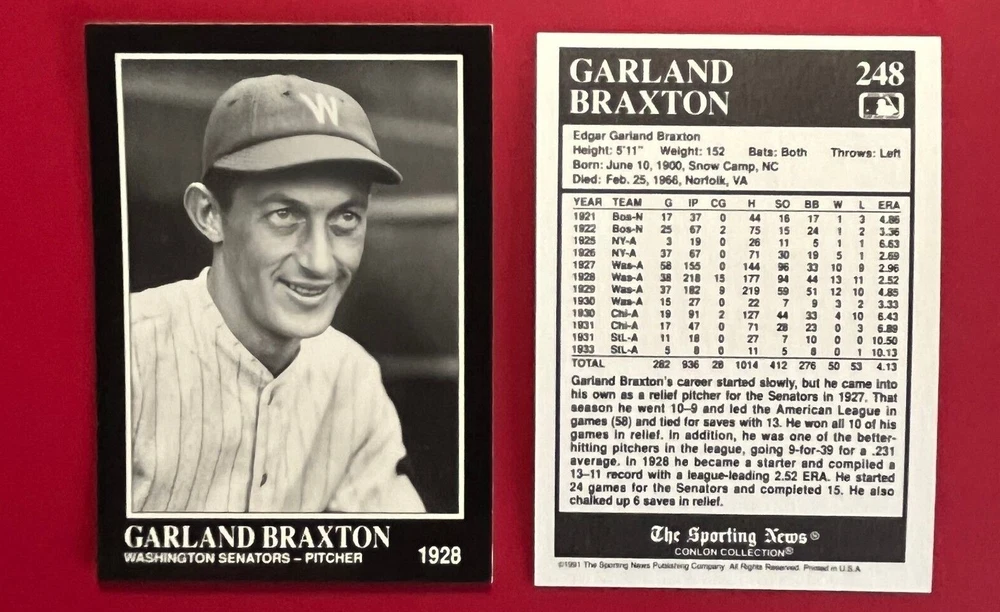 W
GARLAND BRAXTON
WASHINGTON SENATORS – PITCHER 1928
GARLAND 248
BRAXTON
Edgar Garland Braxton
Height: 5'11" Weight: 152 Bats: Both Throws: Left
Born: June 10, 1900, Snow Camp, NC
Died: Feb. 25, 1966, Norfolk, VA
YEAR TEAM G IP CG H SO BB W L ERA
1921 Bos-N 17 37 0 44 16 17 1 3 4.86
1922 Bos-N 25 67 2 75 15 24 1 2 3.36
1925 NY-A 3 19 0 26 11 5 1 1 6.63
1926 NY-A 37 67 0 71 30 19 5 1 2.69
1927 Was-A 58 155 0 144 96 33 10 9 2.96
1928 Was-A 38 218 15 177 94 44 13 11 2.52
1929 Was-A 37 182 9 219 59 51 12 10 4.85
1930 Was-A 15 27 0 22 7 9 3 2 3.33
1930 Chi-A 19 91 2 127 44 33 4 10 6.43
1931 Chi-A 17 47 0 71 28 23 0 3 6.89
1931 StL-A 11 18 0 27 7 10 0 0 10.50
1933 StL-A 5 8 0 11 5 8 0 1 10.13
TOTAL 282 936 28 1014 412 276 50 53 4.13
Garland Braxton's career started slowly, but he came into
his own as a relief pitcher for the Senators in 1927. That
season he went 10–9 and led the American League in
games (58) and tied for saves with 13. He won all 10 of his
games in relief. In addition, he was one of the better-
hitting pitchers in the league, going 9-for-39 for a .231
average. In 1928 he became a starter and compiled a
13–11 record with a league-leading 2.52 ERA. He started
24 games for the Senators and completed 15. He also
chalked up 6 saves in relief.
The Sporting News®
CONLON COLLECTION®
©1991 The Sporting News Publishing Company. All Rights Reserved. Printed in U.S.A.